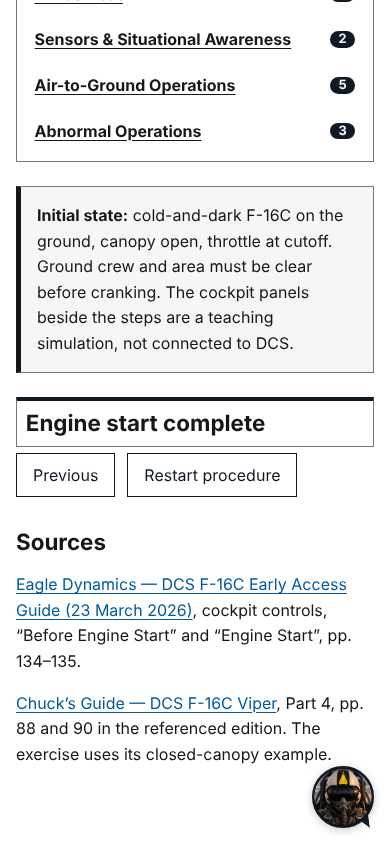 Sensors & Situational Awareness 2
Air-to-Ground Operations 5
Abnormal Operations 3
Initial state: cold-and-dark F-16C on the
ground, canopy open, throttle at cutoff.
Ground crew and area must be clear
before cranking. The cockpit panels
beside the steps are a teaching
simulation, not connected to DCS.
Engine start complete
Previous
Restart procedure
Sources
Eagle Dynamics — DCS F-16C Early Access
Guide (23 March 2026), cockpit controls,
“Before Engine Start” and “Engine Start”, pp.
134–135.
Chuck’s Guide — DCS F-16C Viper, Part 4, pp.
88 and 90 in the referenced edition. The
exercise uses its closed-canopy example.